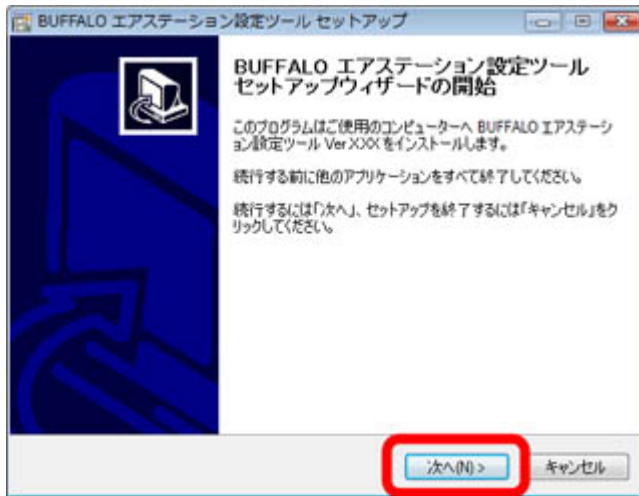 BUFFALO エアステーション設定ツール セットアップ
BUFFALO エアステーション設定ツール
セットアップウィザードの開始
このプログラムはご使用のコンピューターへ BUFFALO エアステーシ
ョン設定ツール Ver.XXX をインストールします。
続行する前に他のアプリケーションをすべて終了してください。
続行するには「次へ」、セットアップを終了するには「キャンセル」をク
リックしてください。
次へ(N) >
キャンセル